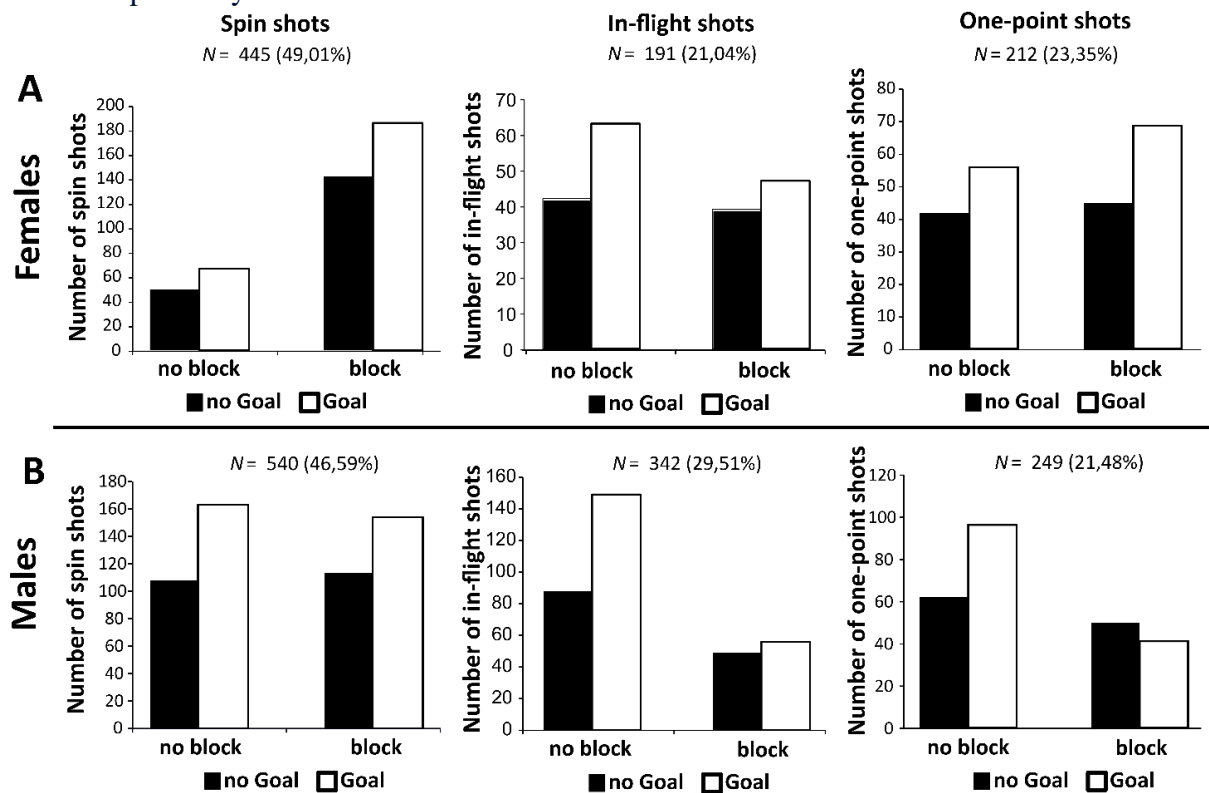 Spin shots
In-flight shots
One-point shots
N = 445 (49,01%)
N = 191 (21,04%)
N = 212 (23,35%)
A
Females
Number of spin shots
200
180
160
140
120
100
80
60
40
20
0
no block
block
no Goal
Goal
Number of in-flight shots
70
60
50
40
30
20
10
0
no block
block
no Goal
Goal
Number of one-point shots
80
70
60
50
40
30
20
10
0
no block
block
no Goal
Goal
B
Males
N = 540 (46,59%)
N = 342 (29,51%)
N = 249 (21,48%)
Number of spin shots
180
160
140
120
100
80
60
40
20
0
no block
block
no Goal
Goal
Number of in-flight shots
160
140
120
100
80
60
40
20
0
no block
block
no Goal
Goal
Number of one-point shots
120
100
80
60
40
20
0
no block
block
no Goal
Goal